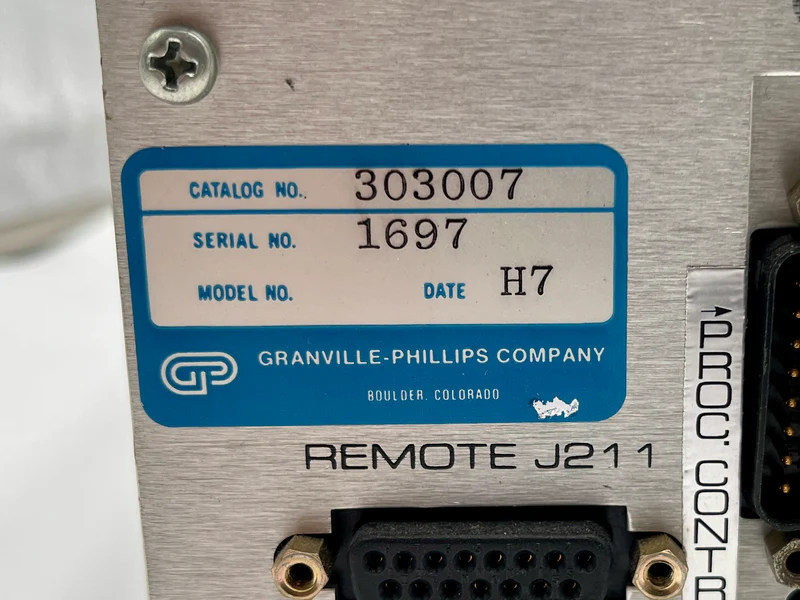 CATALOG NO. 303007
SERIAL NO. 1697
MODEL NO. DATE H7
GP GRANVILLE-PHILLIPS COMPANY
BOULDER, COLORADO
REMOTE J211
PROC. CONTR